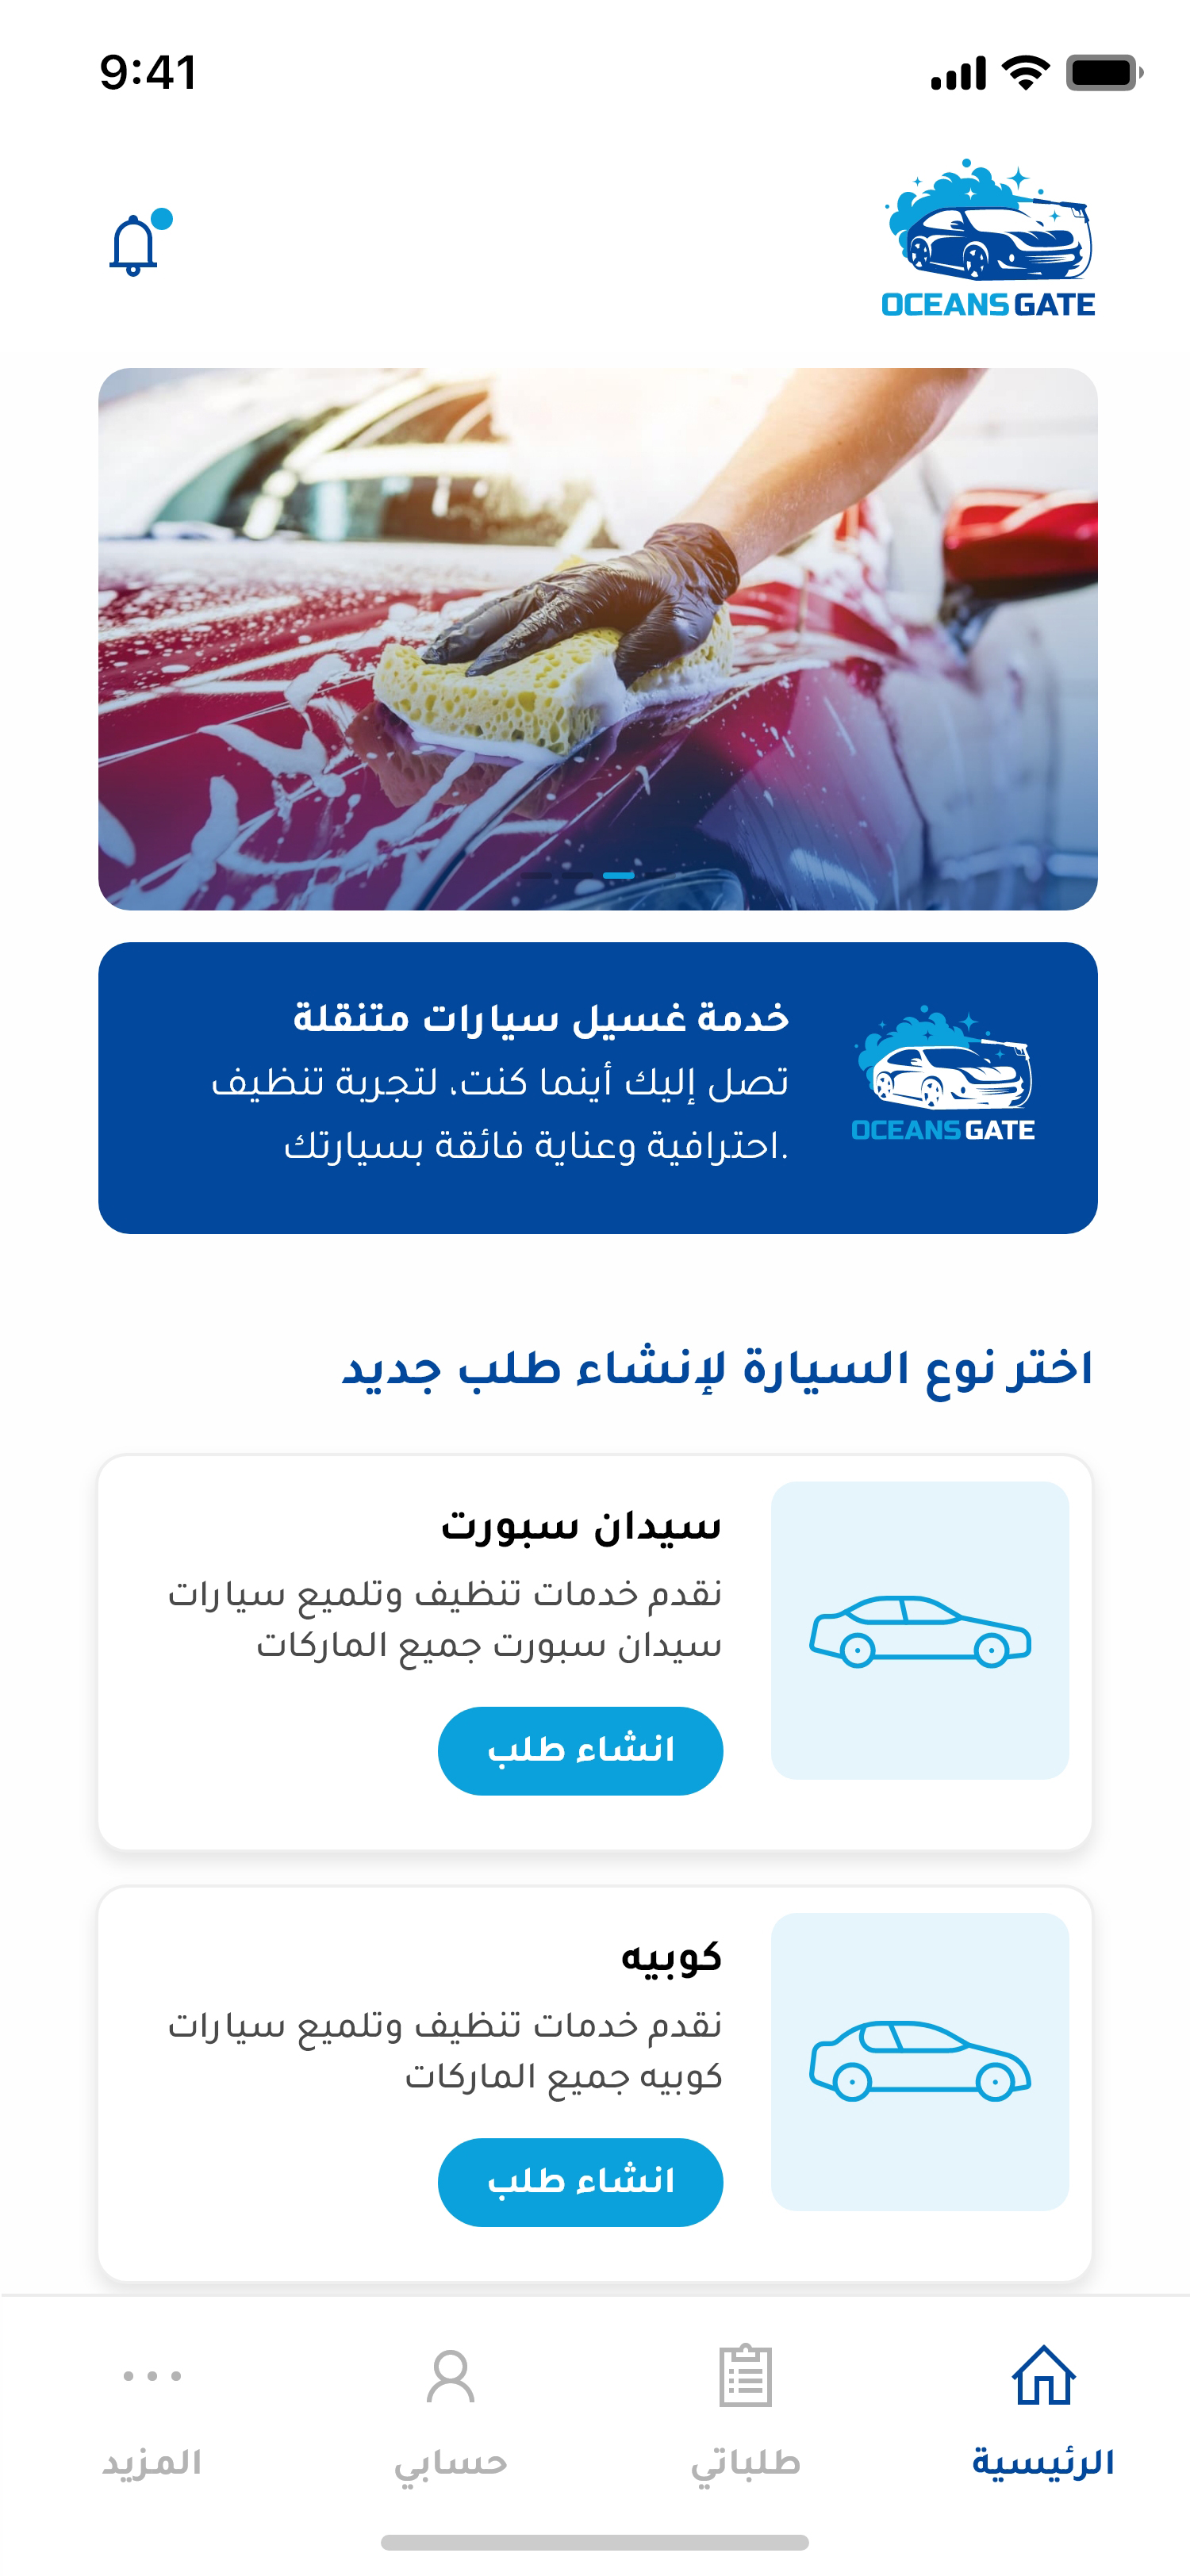 9:41
OCEANS GATE
خدمة غسيل سيارات متنقلة
تصل إليك أينما كنت، لتجربة تنظيف
.احترافية وعناية فائقة بسيارتك
OCEANS GATE
اختر نوع السيارة لإنشاء طلب جديد
سيدان سبورت
نقدم خدمات تنظيف وتلميع سيارات
سيدان سبورت جميع الماركات
انشاء طلب
كوبيه
نقدم خدمات تنظيف وتلميع سيارات
كوبيه جميع الماركات
انشاء طلب
الرئيسية
طلباتي
حسابي
المزيد